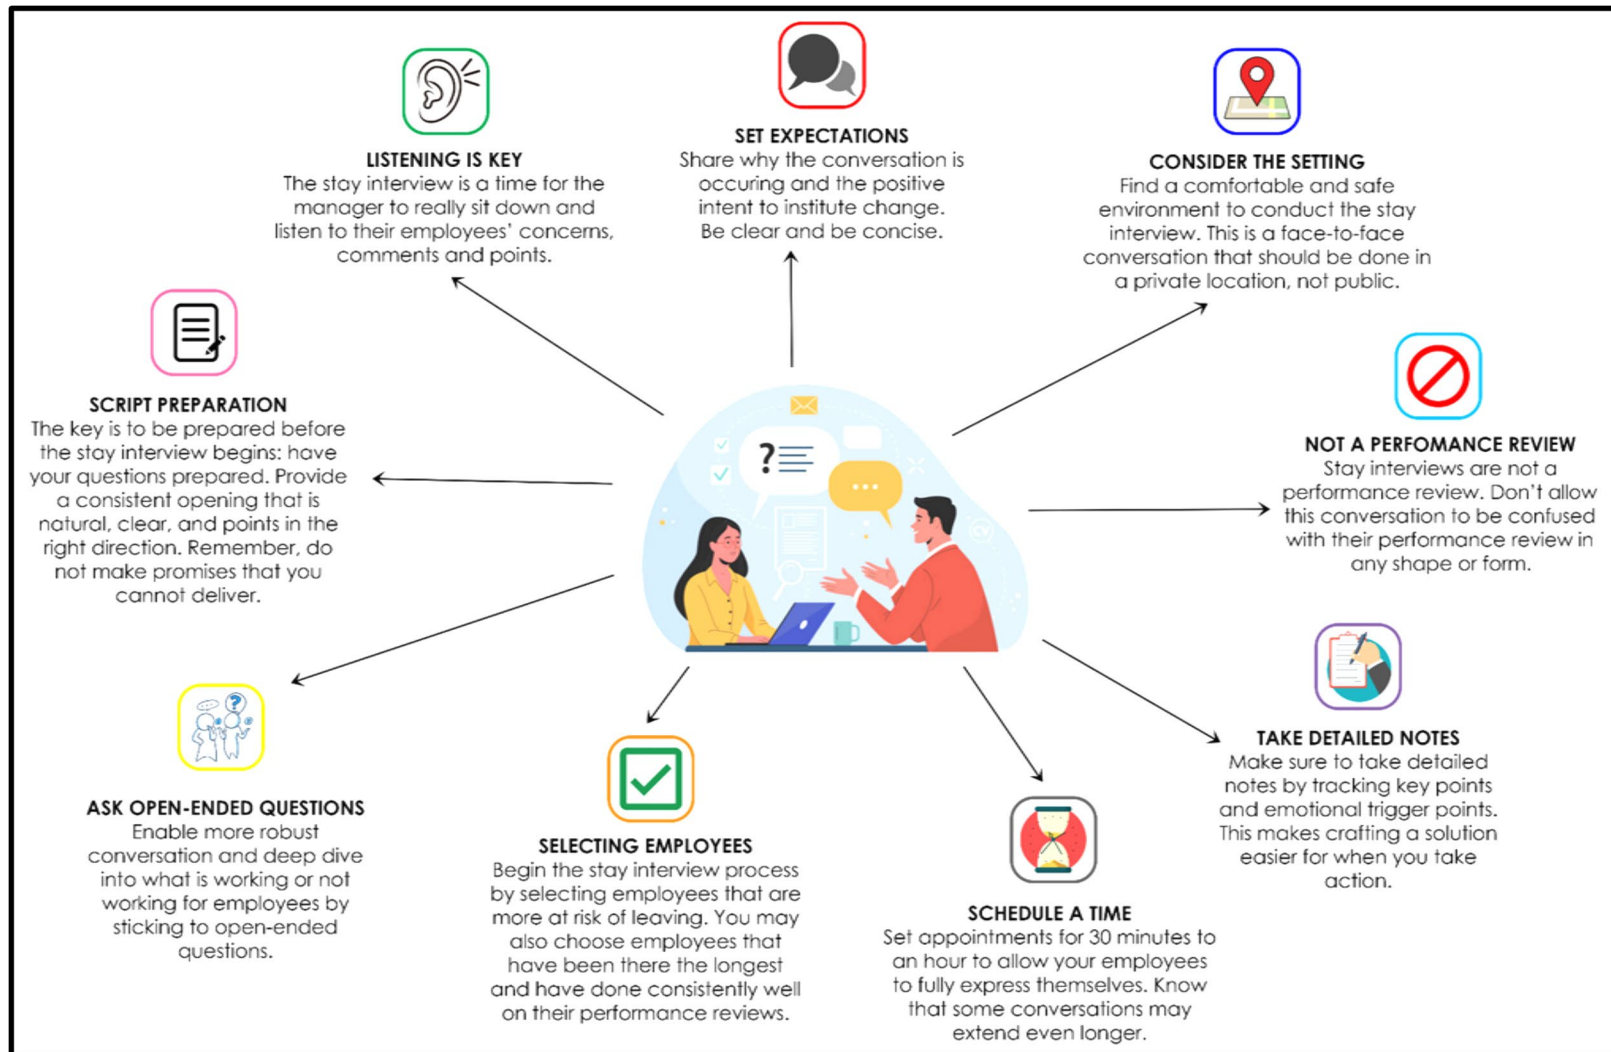 LISTENING IS KEY
The stay interview is a time for the
manager to really sit down and
listen to their employees' concerns,
comments and points.
SET EXPECTATIONS
Share why the conversation is
occuring and the positive
intent to institute change.
Be clear and be concise.
CONSIDER THE SETTING
Find a comfortable and safe
environment to conduct the stay
interview. This is a face-to-face
conversation that should be done in
a private location, not public.
SCRIPT PREPARATION
The key is to be prepared before
the stay interview begins: have
your questions prepared. Provide
a consistent opening that is
natural, clear, and points in the
right direction. Remember, do
not make promises that you
cannot deliver.
?
...
CV
NOT A PERFOMANCE REVIEW
Stay interviews are not a
performance review. Don't allow
this conversation to be confused
with their performance review in
any shape or form.
ASK OPEN-ENDED QUESTIONS
Enable more robust
conversation and deep dive
into what is working or not
working for employees by
sticking to open-ended
questions.
SELECTING EMPLOYEES
Begin the stay interview process
by selecting employees that are
more at risk of leaving. You may
also choose employees that
have been there the longest
and have done consistently well
on their performance reviews.
SCHEDULE A TIME
Set appointments for 30 minutes to
an hour to allow your employees
to fully express themselves. Know
that some conversations may
extend even longer.
TAKE DETAILED NOTES
Make sure to take detailed
notes by tracking key points
and emotional trigger points.
This makes crafting a solution
easier for when you take
action.